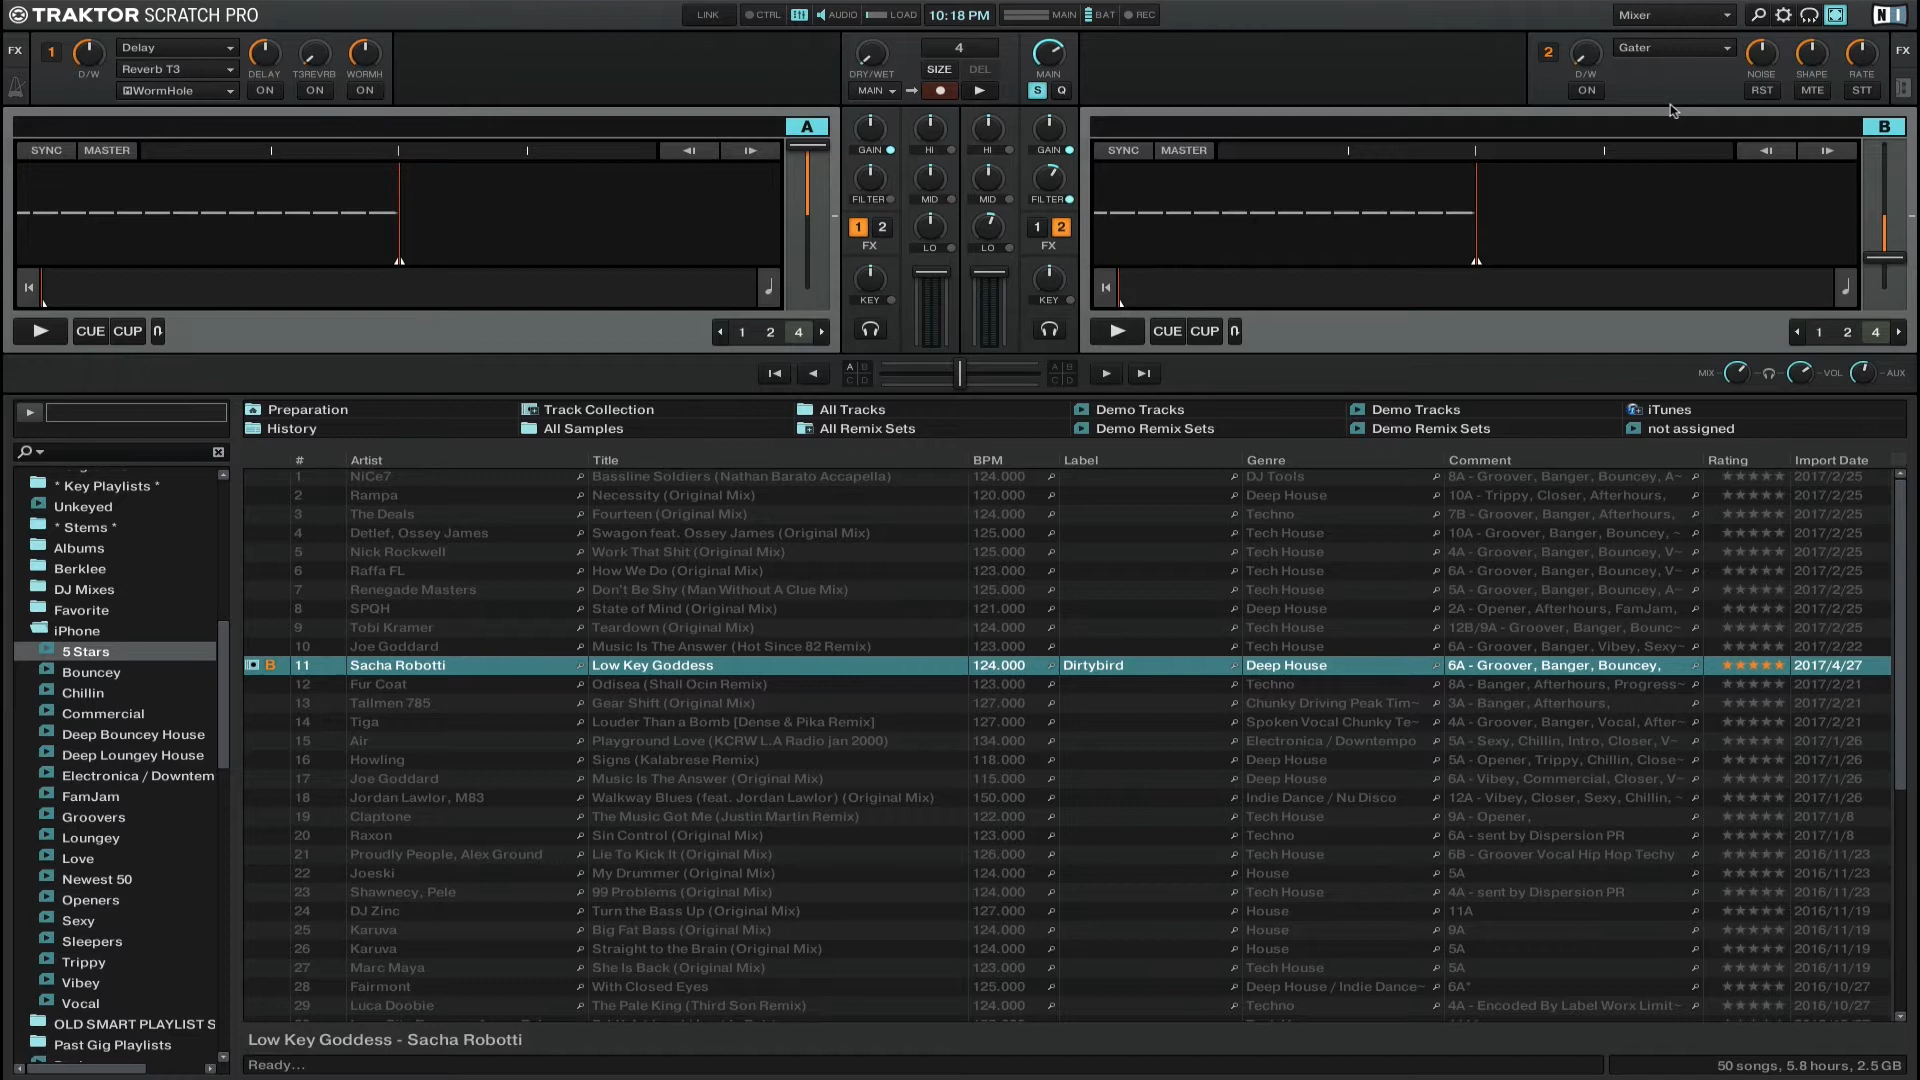 TRAKTOR SCRATCH PRO
LINK CTRL AUDIO LOAD 10:18 PM MAIN BAT REC Mixer
FX 1 D/W Delay Reverb T3 WormHole DELAY T3REVRB WORMH ON ON ON
DRY/WET MAIN 4 SIZE DEL MAIN S Q
2 D/W ON Gater NOISE SHAPE RATE RST MTE STT FX
A
SYNC MASTER
CUE CUP 1 2 4
GAIN HI HI GAIN
FILTER MID MID FILTER
1 2 FX LO LO 1 2 FX
KEY KEY
B
SYNC MASTER
CUE CUP 1 2 4
A B C D A B C D MIX VOL AUX
Preparation Track Collection All Tracks Demo Tracks Demo Tracks iTunes
History All Samples All Remix Sets Demo Remix Sets Demo Remix Sets not assigned
* Key Playlists *
Unkeyed
* Stems *
Albums
Berklee
DJ Mixes
Favorite
iPhone
5 Stars
Bouncey
Chillin
Commercial
Deep Bouncey House
Deep Loungey House
Electronica / Downtem
FamJam
Groovers
Loungey
Love
Newest 50
Openers
Sexy
Sleepers
Trippy
Vibey
Vocal
OLD SMART PLAYLIST S
Past Gig Playlists
# Artist Title BPM Label Genre Comment Rating Import Date
1 NiCe7 Bassline Soldiers (Nathan Barato Accapella) 124.000 DJ Tools 8A - Groover, Banger, Bouncey, A~ 2017/2/25
2 Rampa Necessity (Original Mix) 120.000 Deep House 10A - Trippy, Closer, Afterhours, 2017/2/25
3 The Deals Fourteen (Original Mix) 124.000 Techno 7B - Groover, Banger, Afterhours, 2017/2/25
4 Detlef, Ossey James Swagon feat. Ossey James (Original Mix) 125.000 Tech House 10A - Groover, Banger, Bouncey, ~ 2017/2/25
5 Nick Rockwell Work That Shit (Original Mix) 125.000 Tech House 4A - Groover, Banger, Bouncey, V~ 2017/2/25
6 Raffa FL How We Do (Original Mix) 123.000 Tech House 6A - Groover, Banger, Bouncey, V~ 2017/2/25
7 Renegade Masters Don't Be Shy (Man Without A Clue Mix) 125.000 Tech House 5A - Groover, Banger, Bouncey, A~ 2017/2/25
8 SPQH State of Mind (Original Mix) 121.000 Deep House 2A - Opener, Afterhours, FamJam, 2017/2/25
9 Tobi Kramer Teardown (Original Mix) 124.000 Tech House 12B/9A - Groover, Banger, Bounc~ 2017/2/25
10 Joe Goddard Music Is The Answer (Hot Since 82 Remix) 123.000 Tech House 6A - Groover, Banger, Vibey, Sexy~ 2017/2/22
B 11 Sacha Robotti Low Key Goddess 124.000 Dirtybird Deep House 6A - Groover, Banger, Bouncey, 2017/4/27
12 Fur Coat Odisea (Shall Ocin Remix) 123.000 Techno 8A - Banger, Afterhours, Progress~ 2017/2/21
13 Tallmen 785 Gear Shift (Original Mix) 127.000 Chunky Driving Peak Tim~ 3A - Banger, Afterhours, 2017/2/21
14 Tiga Louder Than a Bomb [Dense & Pika Remix] 127.000 Spoken Vocal Chunky Te~ 4A - Groover, Banger, Vocal, After~ 2017/2/21
15 Air Playground Love (KCRW L.A Radio jan 2000) 134.000 Electronica / Downtempo 5A - Sexy, Chillin, Intro, Closer, V~ 2017/1/26
16 Howling Signs (Kalabrese Remix) 118.000 Deep House 5A - Opener, Trippy, Chillin, Close~ 2017/1/26
17 Joe Goddard Music Is The Answer (Original Mix) 115.000 Deep House 6A - Vibey, Commercial, Closer, V~ 2017/1/26
18 Jordan Lawlor, M83 Walkway Blues (feat. Jordan Lawlor) (Original Mix) 150.000 Indie Dance / Nu Disco 12A - Vibey, Closer, Sexy, Chillin, ~ 2017/1/26
19 Claptone The Music Got Me (Justin Martin Remix) 122.000 Tech House 9A - Opener, 2017/1/8
20 Raxon Sin Control (Original Mix) 123.000 Techno 6A - sent by Dispersion PR 2017/1/8
21 Proudly People, Alex Ground Lie To Kick It (Original Mix) 126.000 Tech House 6B - Groover Vocal Hip Hop Techy 2016/11/23
22 Joeski My Drummer (Original Mix) 124.000 House 5A 2016/11/23
23 Shawnecy, Pele 99 Problems (Original Mix) 124.000 Tech House 4A - sent by Dispersion PR 2016/11/23
24 DJ Zinc Turn the Bass Up (Original Mix) 127.000 House 11A 2016/11/19
25 Karuva Big Fat Bass (Original Mix) 124.000 House 9A 2016/11/19
26 Karuva Straight to the Brain (Original Mix) 124.000 House 5A 2016/11/19
27 Marc Maya She Is Back (Original Mix) 123.000 Tech House 5A 2016/11/19
28 Fairmont With Closed Eyes 125.000 Deep House / Indie Dance~ 6A* 2016/10/27
29 Luca Doobie The Pale King (Third Son Remix) 124.000 Techno 4A - Encoded By Label Worx Limit~ 2016/10/27
Low Key Goddess - Sacha Robotti
Ready... 50 songs, 5.8 hours, 2.5 GB